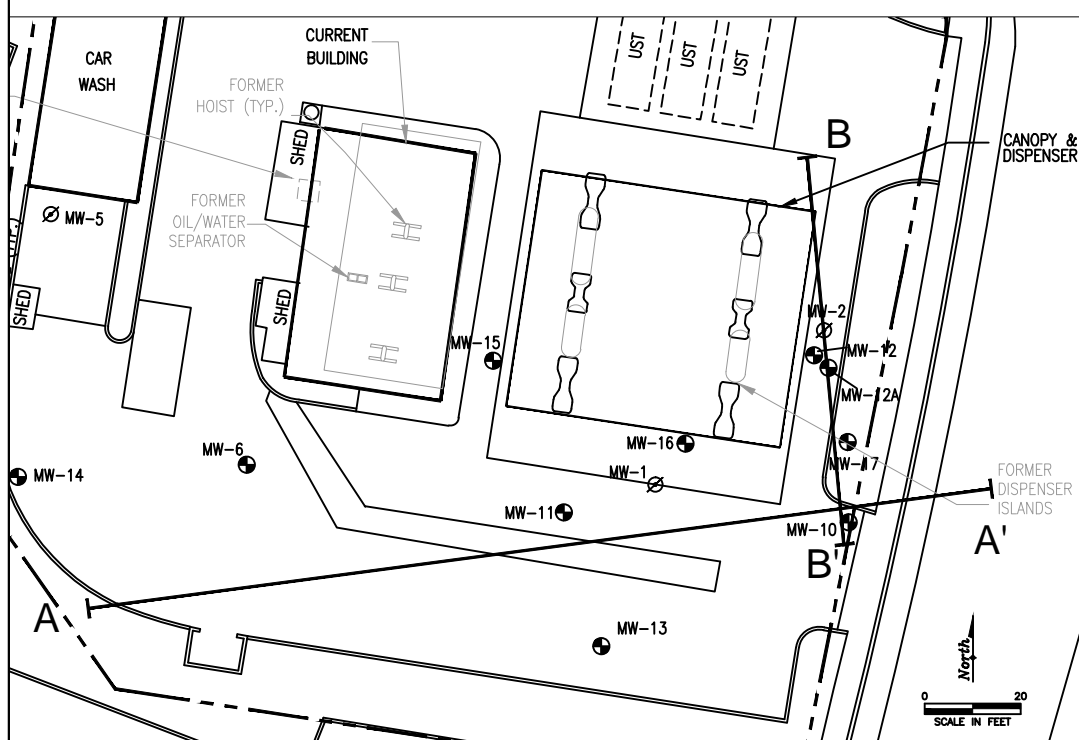 CAR
WASH
CURRENT
BUILDING
FORMER
HOIST (TYP.)
SHED
UST
UST
UST
B
CANOPY &
DISPENSER
MW-5
FORMER
OIL/WATER
SEPARATOR
SHED
SHED
MW-15
MW-2
MW-12
MW-12A
MW-6
MW-14
MW-16
MW-1
MW-17
FORMER
DISPENSER
ISLANDS
MW-11
MW-10
A'
B'
A
MW-13
North
0 20
SCALE IN FEET